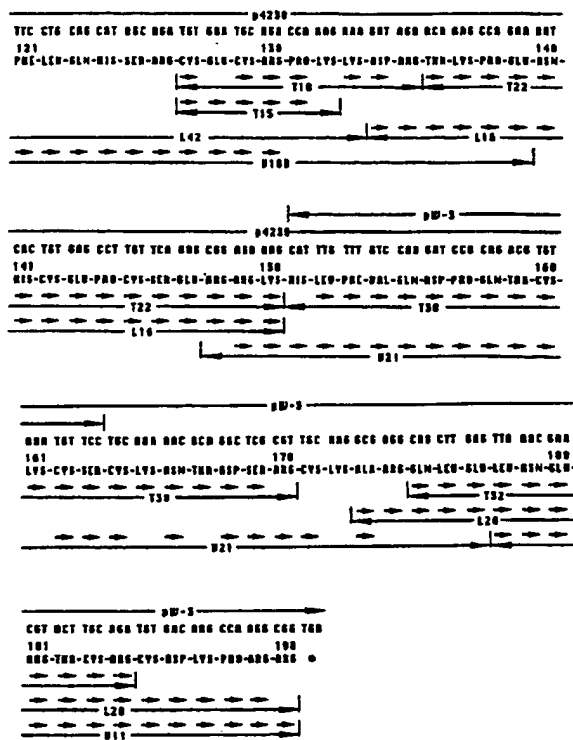 p4238
TTC CTG CAG CAT AGC AGA TGT GAA TGC AGA CCA AAG AAA GAT AGA ACA AAG CCA GAA AAT
121 130 140
PHE-LEU-GLN-HIS-SER-ARG-CYS-GLU-CYS-ARG-PRO-LYS-LYS-ASP-ARG-THR-LYS-PRO-GLU-ASN-
T18 T22
T15
L42 L16
pW-3
p4238
CAC TGT GAG CCT TGT TCA GAG CGG AGA AAG CAT TTG TTT GTC CAA GAT CCG CAG ACG TGT
141 150 160
HIS-CYS-GLU-PRO-CYS-SER-GLU-ARG-ARG-LYS-HIS-LEU-PHE-VAL-GLN-ASP-PRO-GLN-THR-CYS-
T22 T38
L16
V21
pW-3
AAA TGT TCC TGC AAA AAC ACA GAC TCG CGT TGC AAG GCG AGG CAG CTT GAG TTA AAC GAA
161 170 180
LYS-CYS-SER-CYS-LYS-ASN-THR-ASP-SER-ARG-CYS-LYS-ALA-ARG-GLN-LEU-GLU-LEU-ASN-GLU-
T38 T32
L20
V21
pW-3
CGT ACT TGC AGA TGT GAC AAG CCA AGG CGG TGA
181 190
ARG-THR-CYS-ARG-CYS-ASP-LYS-PRO-ARG-ARG *
L20
V11